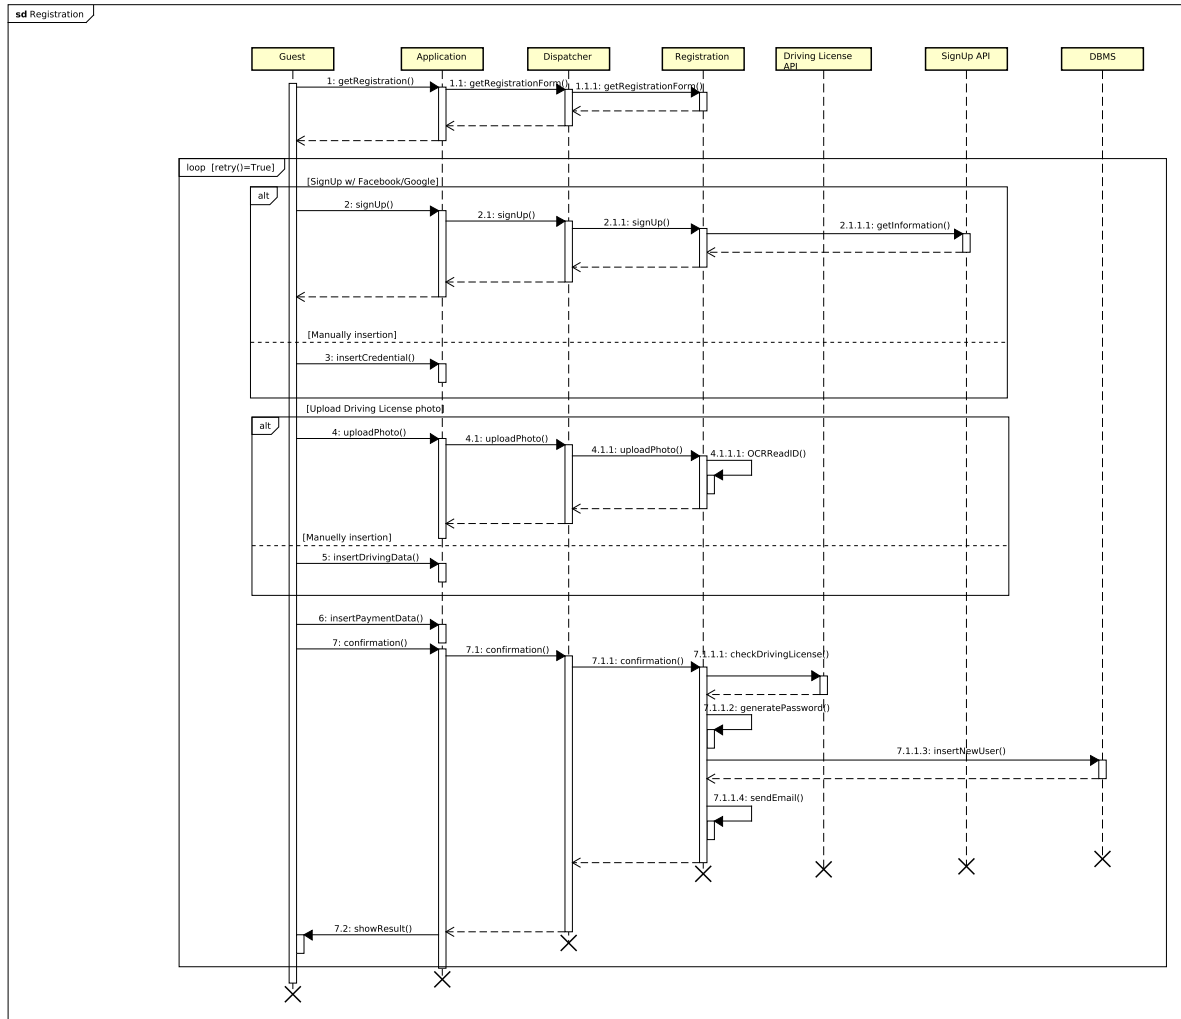 sd Registration
Guest
Application
Dispatcher
Registration
Driving License
API
SignUp API
DBMS
1: getRegistration()
1.1: getRegistrationForm()
1.1.1: getRegistrationForm()
loop [retry()=True]
[SignUp w/ Facebook/Google]
alt
2: signUp()
2.1: signUp()
2.1.1: signUp()
2.1.1.1: getInformation()
[Manually insertion]
3: insertCredential()
[Upload Driving License photo]
alt
4: uploadPhoto()
4.1: uploadPhoto()
4.1.1: uploadPhoto()
4.1.1.1: OCRReadID()
[Manuelly insertion]
5: insertDrivingData()
6: insertPaymentData()
7: confirmation()
7.1: confirmation()
7.1.1: confirmation()
7.1.1.1: checkDrivingLicense()
7.1.1.2: generatePassword()
7.1.1.3: insertNewUser()
7.1.1.4: sendEmail()
7.2: showResult()